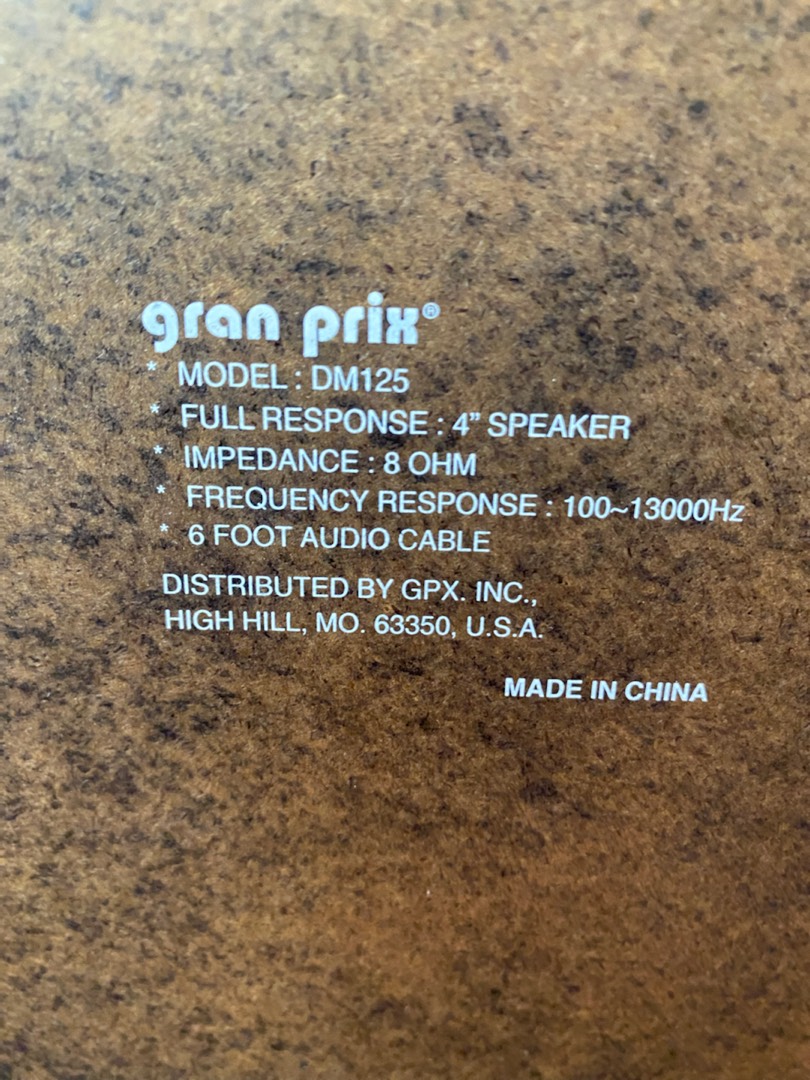 gran prix®
* MODEL : DM125
* FULL RESPONSE : 4” SPEAKER
* IMPEDANCE : 8 OHM
* FREQUENCY RESPONSE : 100~13000Hz
* 6 FOOT AUDIO CABLE
DISTRIBUTED BY GPX. INC.,
HIGH HILL, MO. 63350, U.S.A.
MADE IN CHINA